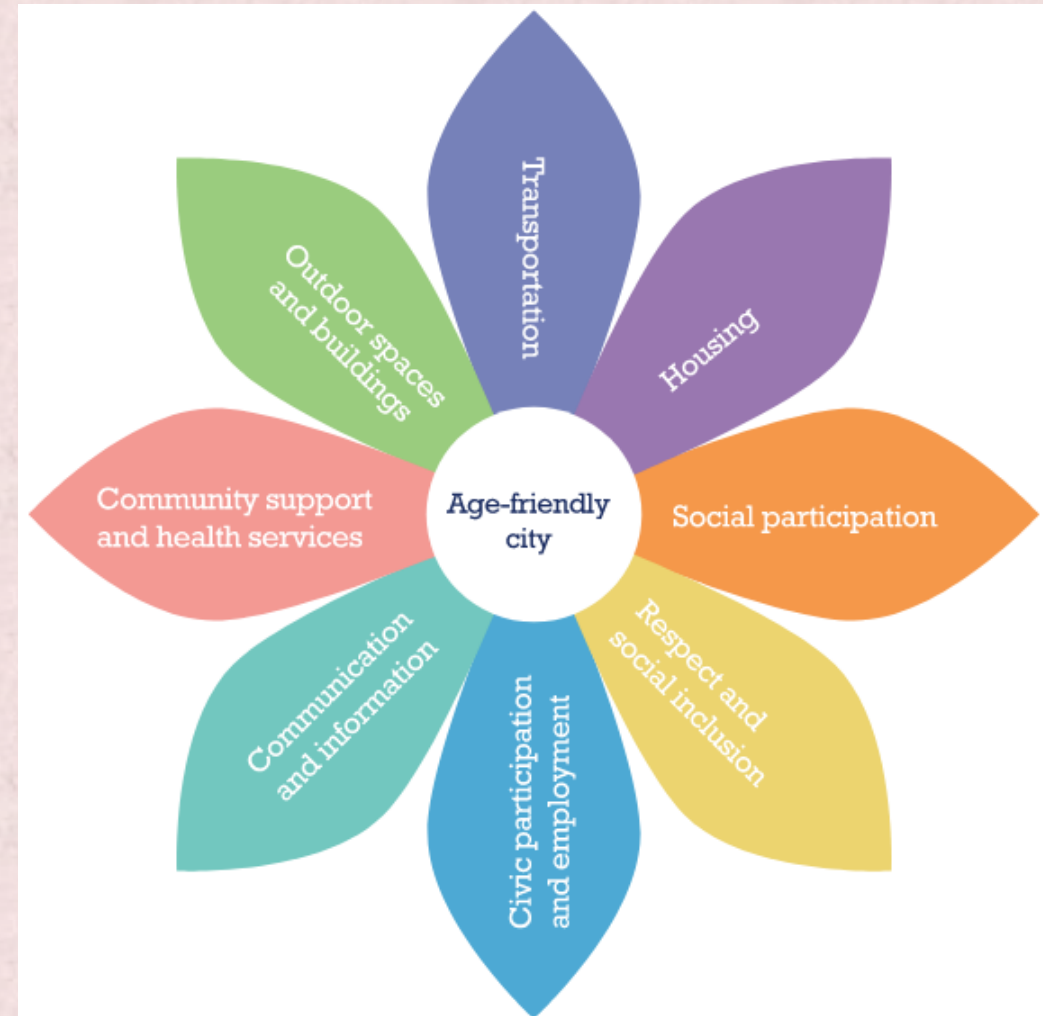 Transportation
Housing
Social participation
Respect and
social inclusion
Civic participation
and employment
Communication
and information
Community support
and health services
Outdoor spaces
and buildings
Age-friendly
city